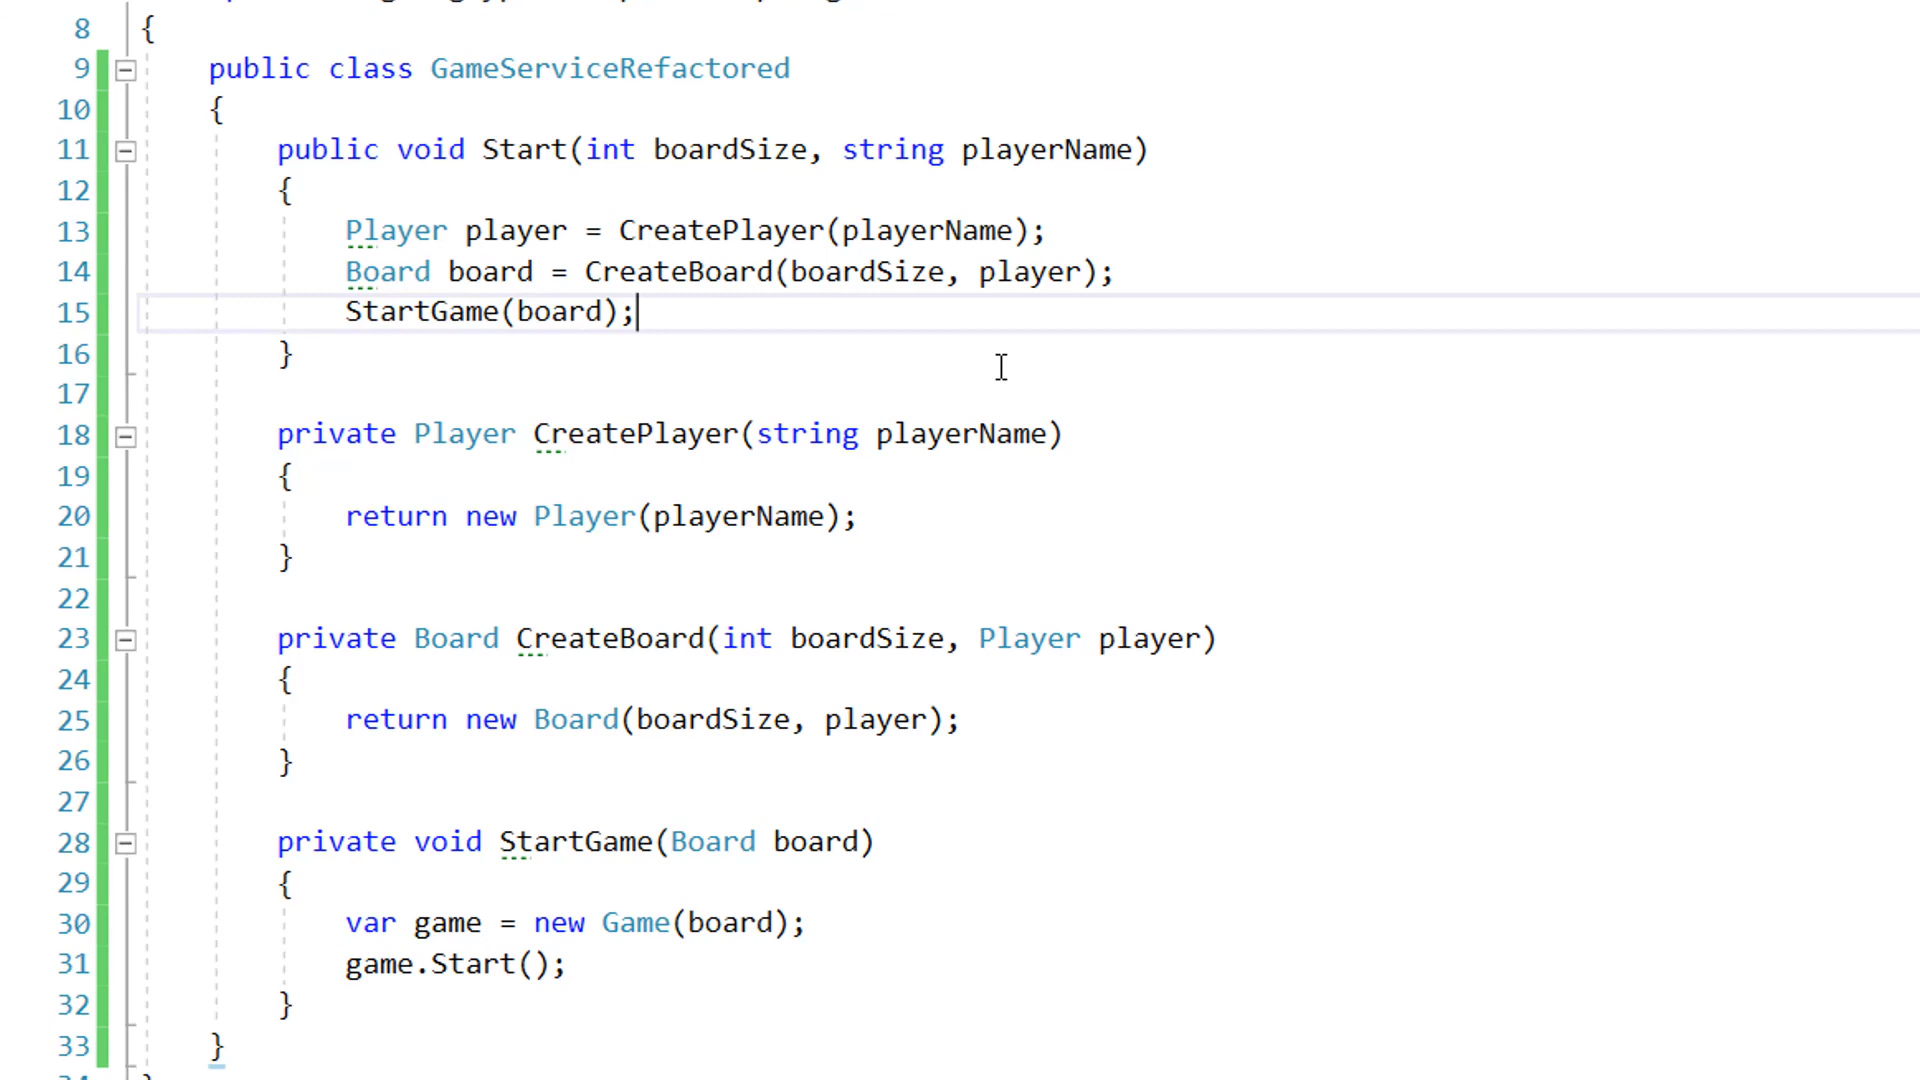 8 {
9 public class GameServiceRefactored
10 {
11 public void Start(int boardSize, string playerName)
12 {
13 Player player = CreatePlayer(playerName);
14 Board board = CreateBoard(boardSize, player);
15 StartGame(board);
16 }
17
18 private Player CreatePlayer(string playerName)
19 {
20 return new Player(playerName);
21 }
22
23 private Board CreateBoard(int boardSize, Player player)
24 {
25 return new Board(boardSize, player);
26 }
27
28 private void StartGame(Board board)
29 {
30 var game = new Game(board);
31 game.Start();
32 }
33 }